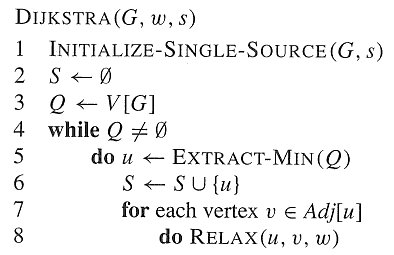 DIJKSTRA(G, w, s)
1 INITIALIZE-SINGLE-SOURCE(G, s)
2 S ← ∅
3 Q ← V[G]
4 while Q ≠ ∅
5 do u ← EXTRACT-MIN(Q)
6 S ← S ∪ {u}
7 for each vertex v ∈ Adj[u]
8 do RELAX(u, v, w)